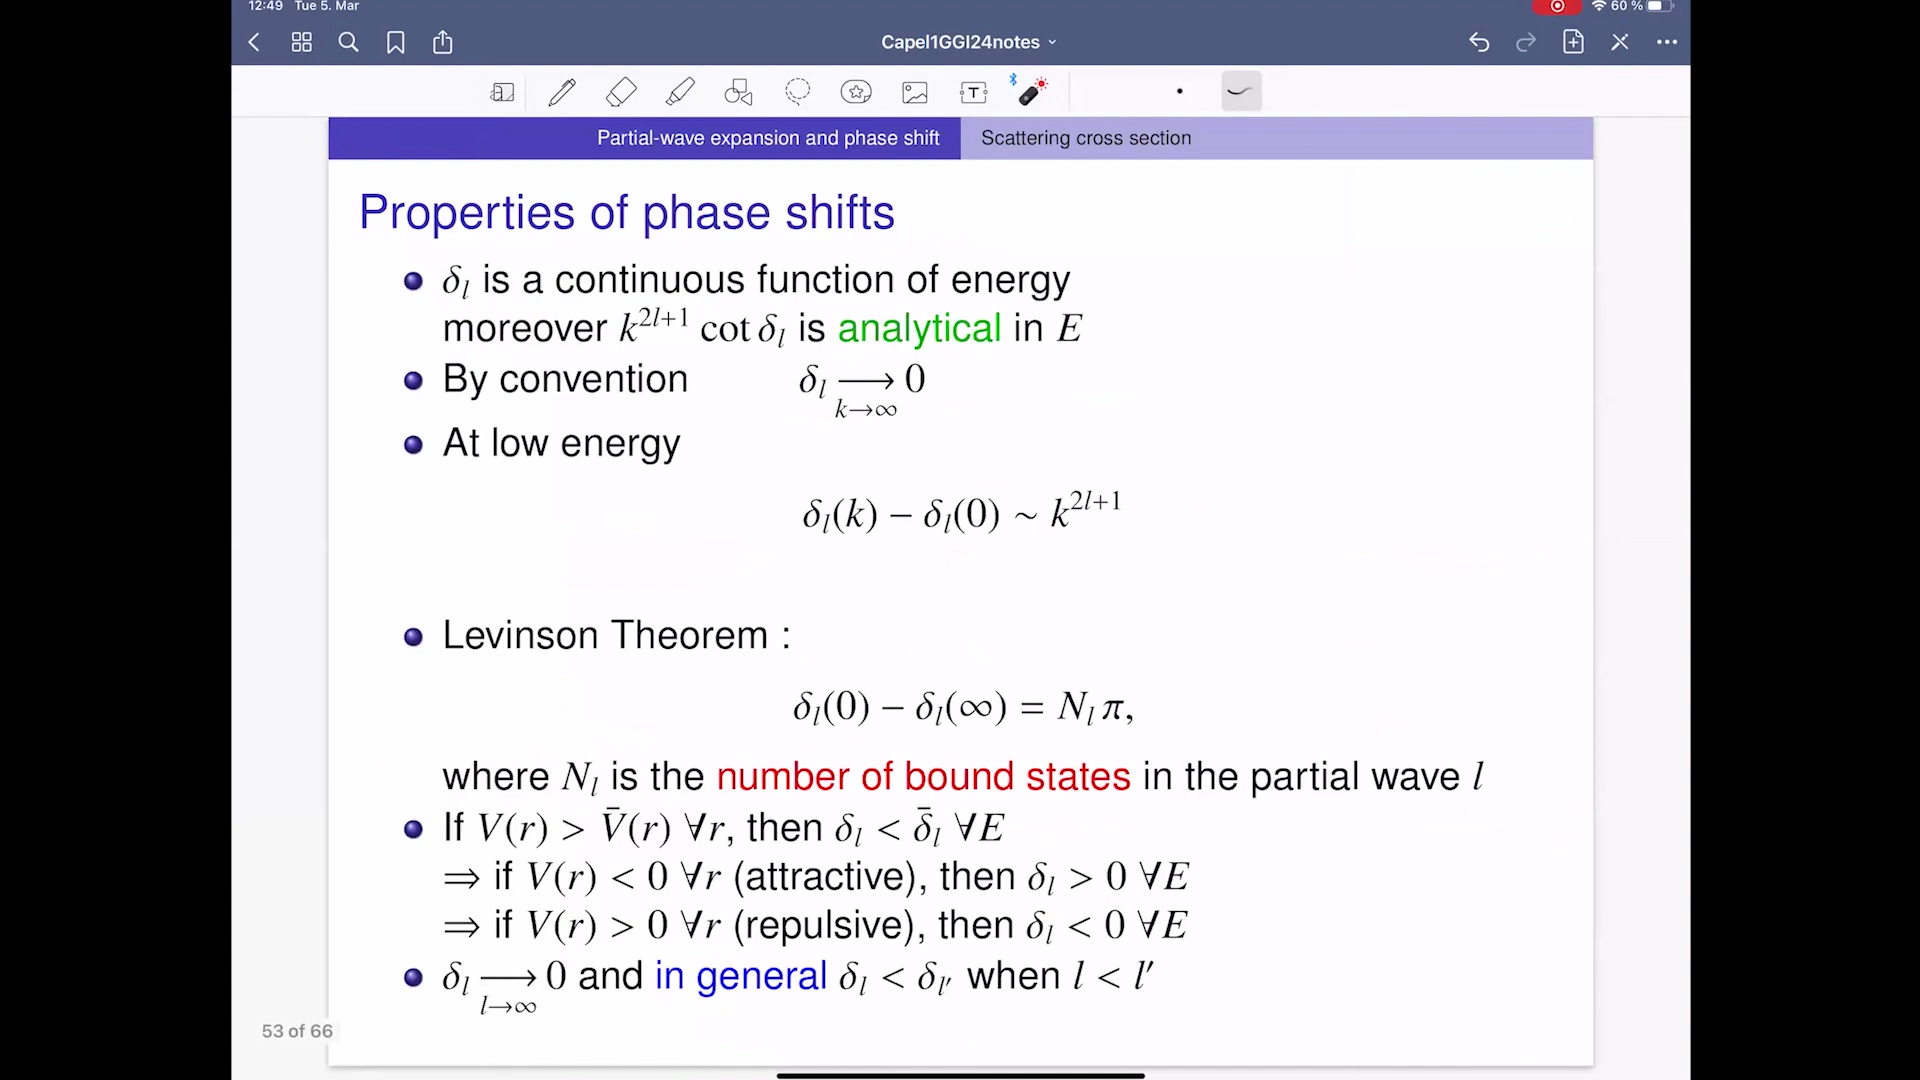 12:49 Tue 5. Mar
60 %
Capel1GGI24notes
Partial-wave expansion and phase shift Scattering cross section
Properties of phase shifts
δ_l is a continuous function of energy
moreover k^{2l+1} cot δ_l is analytical in E
By convention δ_l ⟶_{k→∞} 0
At low energy
δ_l(k) − δ_l(0) ∼ k^{2l+1}
Levinson Theorem :
δ_l(0) − δ_l(∞) = N_l π,
where N_l is the number of bound states in the partial wave l
If V(r) > V̄(r) ∀r, then δ_l < δ̄_l ∀E
⇒ if V(r) < 0 ∀r (attractive), then δ_l > 0 ∀E
⇒ if V(r) > 0 ∀r (repulsive), then δ_l < 0 ∀E
δ_l ⟶_{l→∞} 0 and in general δ_l < δ_{l′} when l < l′
53 of 66